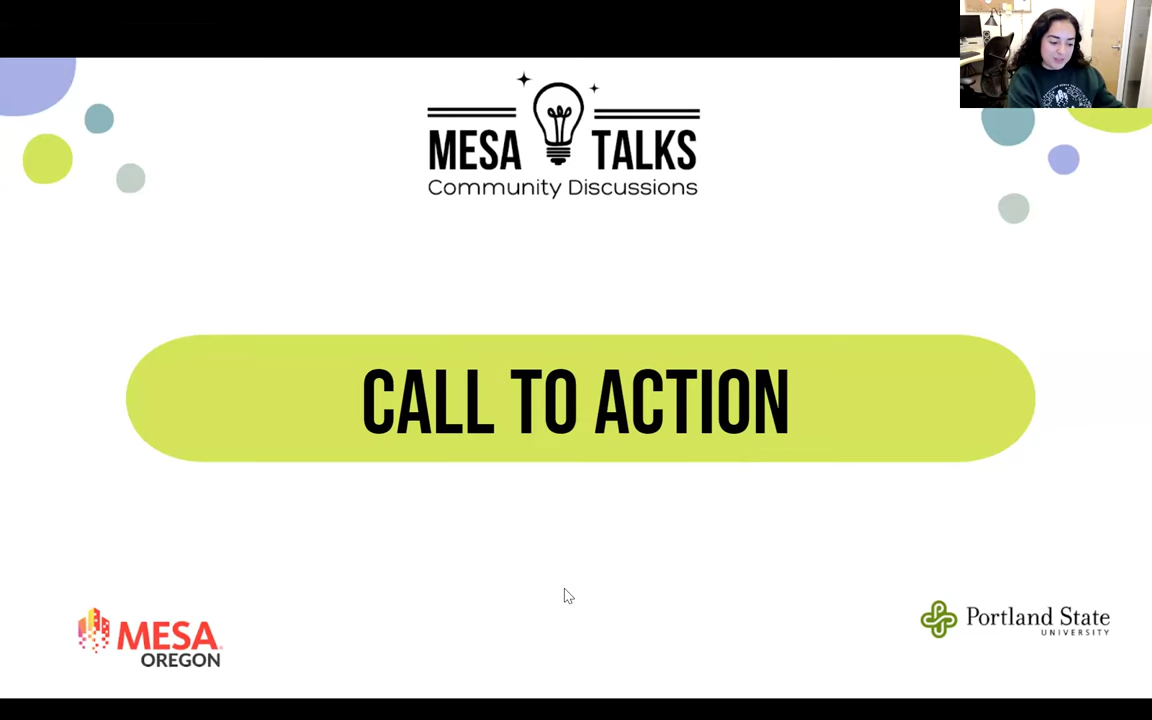 MESA TALKS
Community Discussions
CALL TO ACTION
MESA
OREGON
Portland State
UNIVERSITY